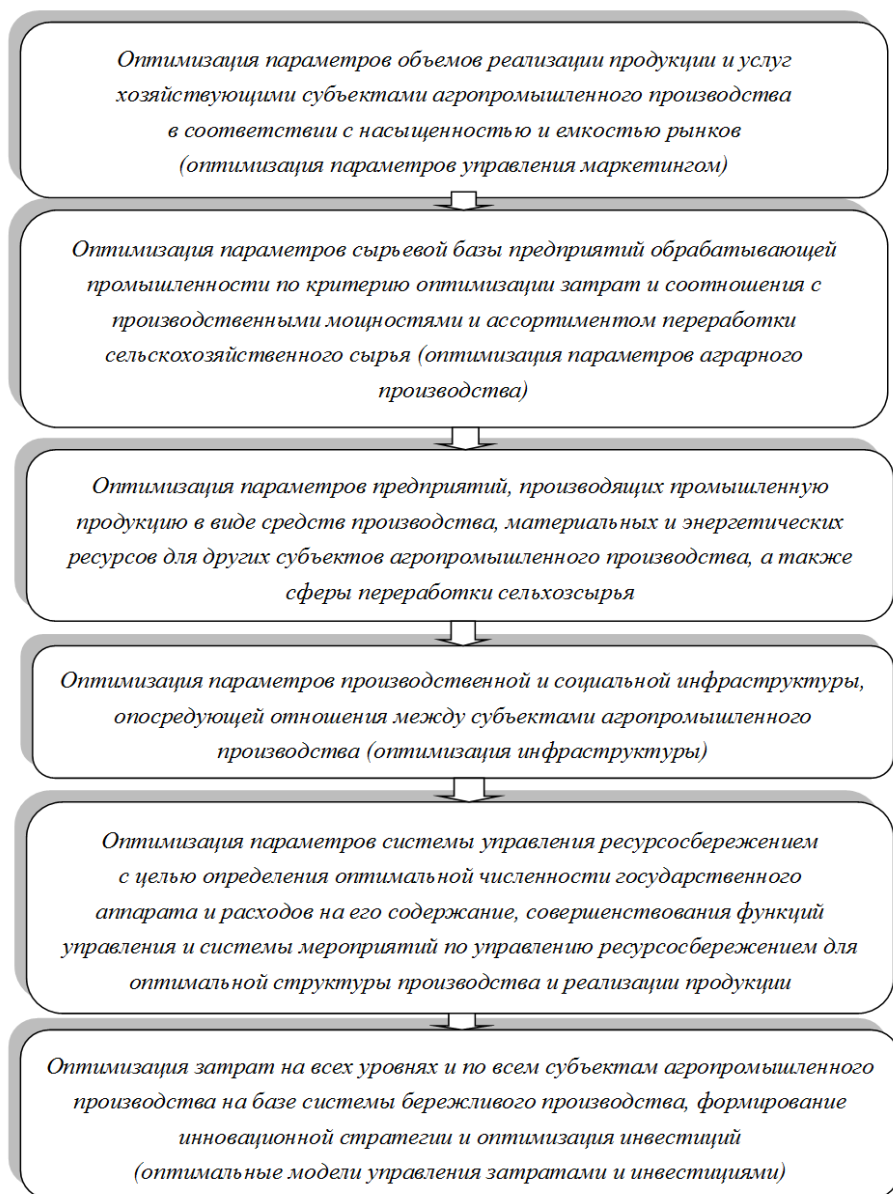 Оптимизация параметров объемов реализации продукции и услуг
хозяйствующими субъектами агропромышленного производства
в соответствии с насыщенностью и емкостью рынков
(оптимизация параметров управления маркетингом)
Оптимизация параметров сырьевой базы предприятий обрабатывающей
промышленности по критерию оптимизации затрат и соотношения с
производственными мощностями и ассортиментом переработки
сельскохозяйственного сырья (оптимизация параметров аграрного
производства)
Оптимизация параметров предприятий, производящих промышленную
продукцию в виде средств производства, материальных и энергетических
ресурсов для других субъектов агропромышленного производства, а также
сферы переработки сельхозсырья
Оптимизация параметров производственной и социальной инфраструктуры,
опосредующей отношения между субъектами агропромышленного
производства (оптимизация инфраструктуры)
Оптимизация параметров системы управления ресурсосбережением
с целью определения оптимальной численности государственного
аппарата и расходов на его содержание, совершенствования функций
управления и системы мероприятий по управлению ресурсосбережением для
оптимальной структуры производства и реализации продукции
Оптимизация затрат на всех уровнях и по всем субъектам агропромышленного
производства на базе системы бережливого производства, формирование
инновационной стратегии и оптимизация инвестиций
(оптимальные модели управления затратами и инвестициями)